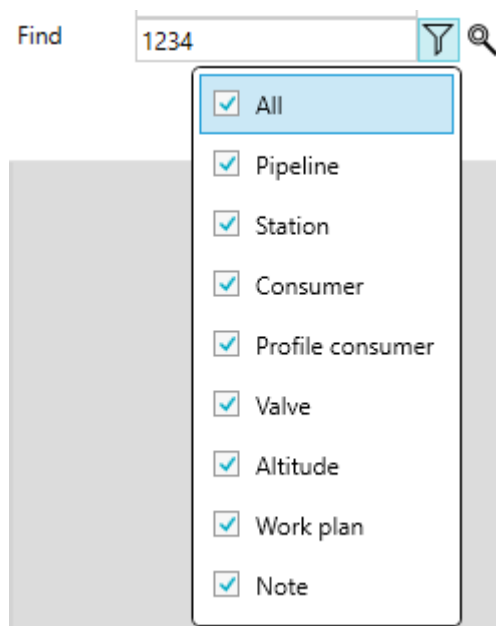 Find 1234
All
Pipeline
Station
Consumer
Profile consumer
Valve
Altitude
Work plan
Note